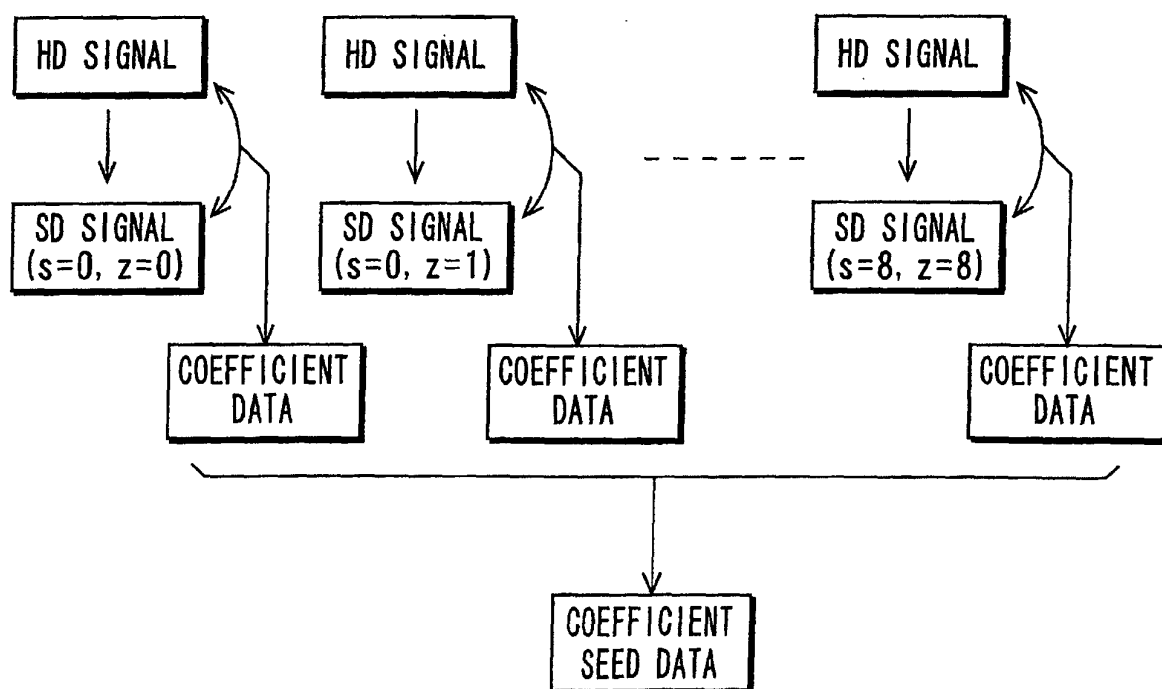 HD SIGNAL
HD SIGNAL
HD SIGNAL
SD SIGNAL
(s=0, z=0)
SD SIGNAL
(s=0, z=1)
SD SIGNAL
(s=8, z=8)
COEFFICIENT
DATA
COEFFICIENT
DATA
COEFFICIENT
DATA
COEFFICIENT
SEED DATA